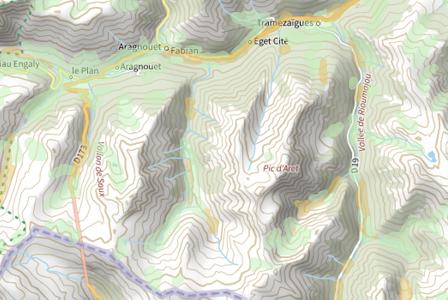 Tramezaïgues
Eget Cité
Aragnouet
Fabian
au Engaly
le Plan
Aragnouet
D173
Vallon de Saux
Pic d'Aret
D19
Vallée de Rioumajou